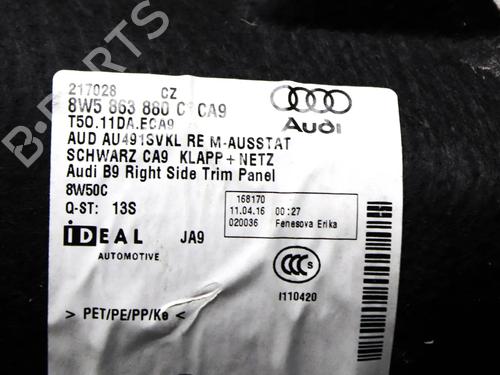 217028 CZ
8W5 863 880 C CA9
T50.11DA.ECA9
AUD AU491SVKL RE M-AUSSTAT
SCHWARZ CA9 KLAPP+NETZ
Audi B9 Right Side Trim Panel
8W50C
Q-ST: 13S
IDEAL JA9
AUTOMOTIVE
> PET/PE/PP/Ke <
Audi
168170
11.04.16 00:27
020036 Fenesova Erika
CCC S
I110420
B-PARTS